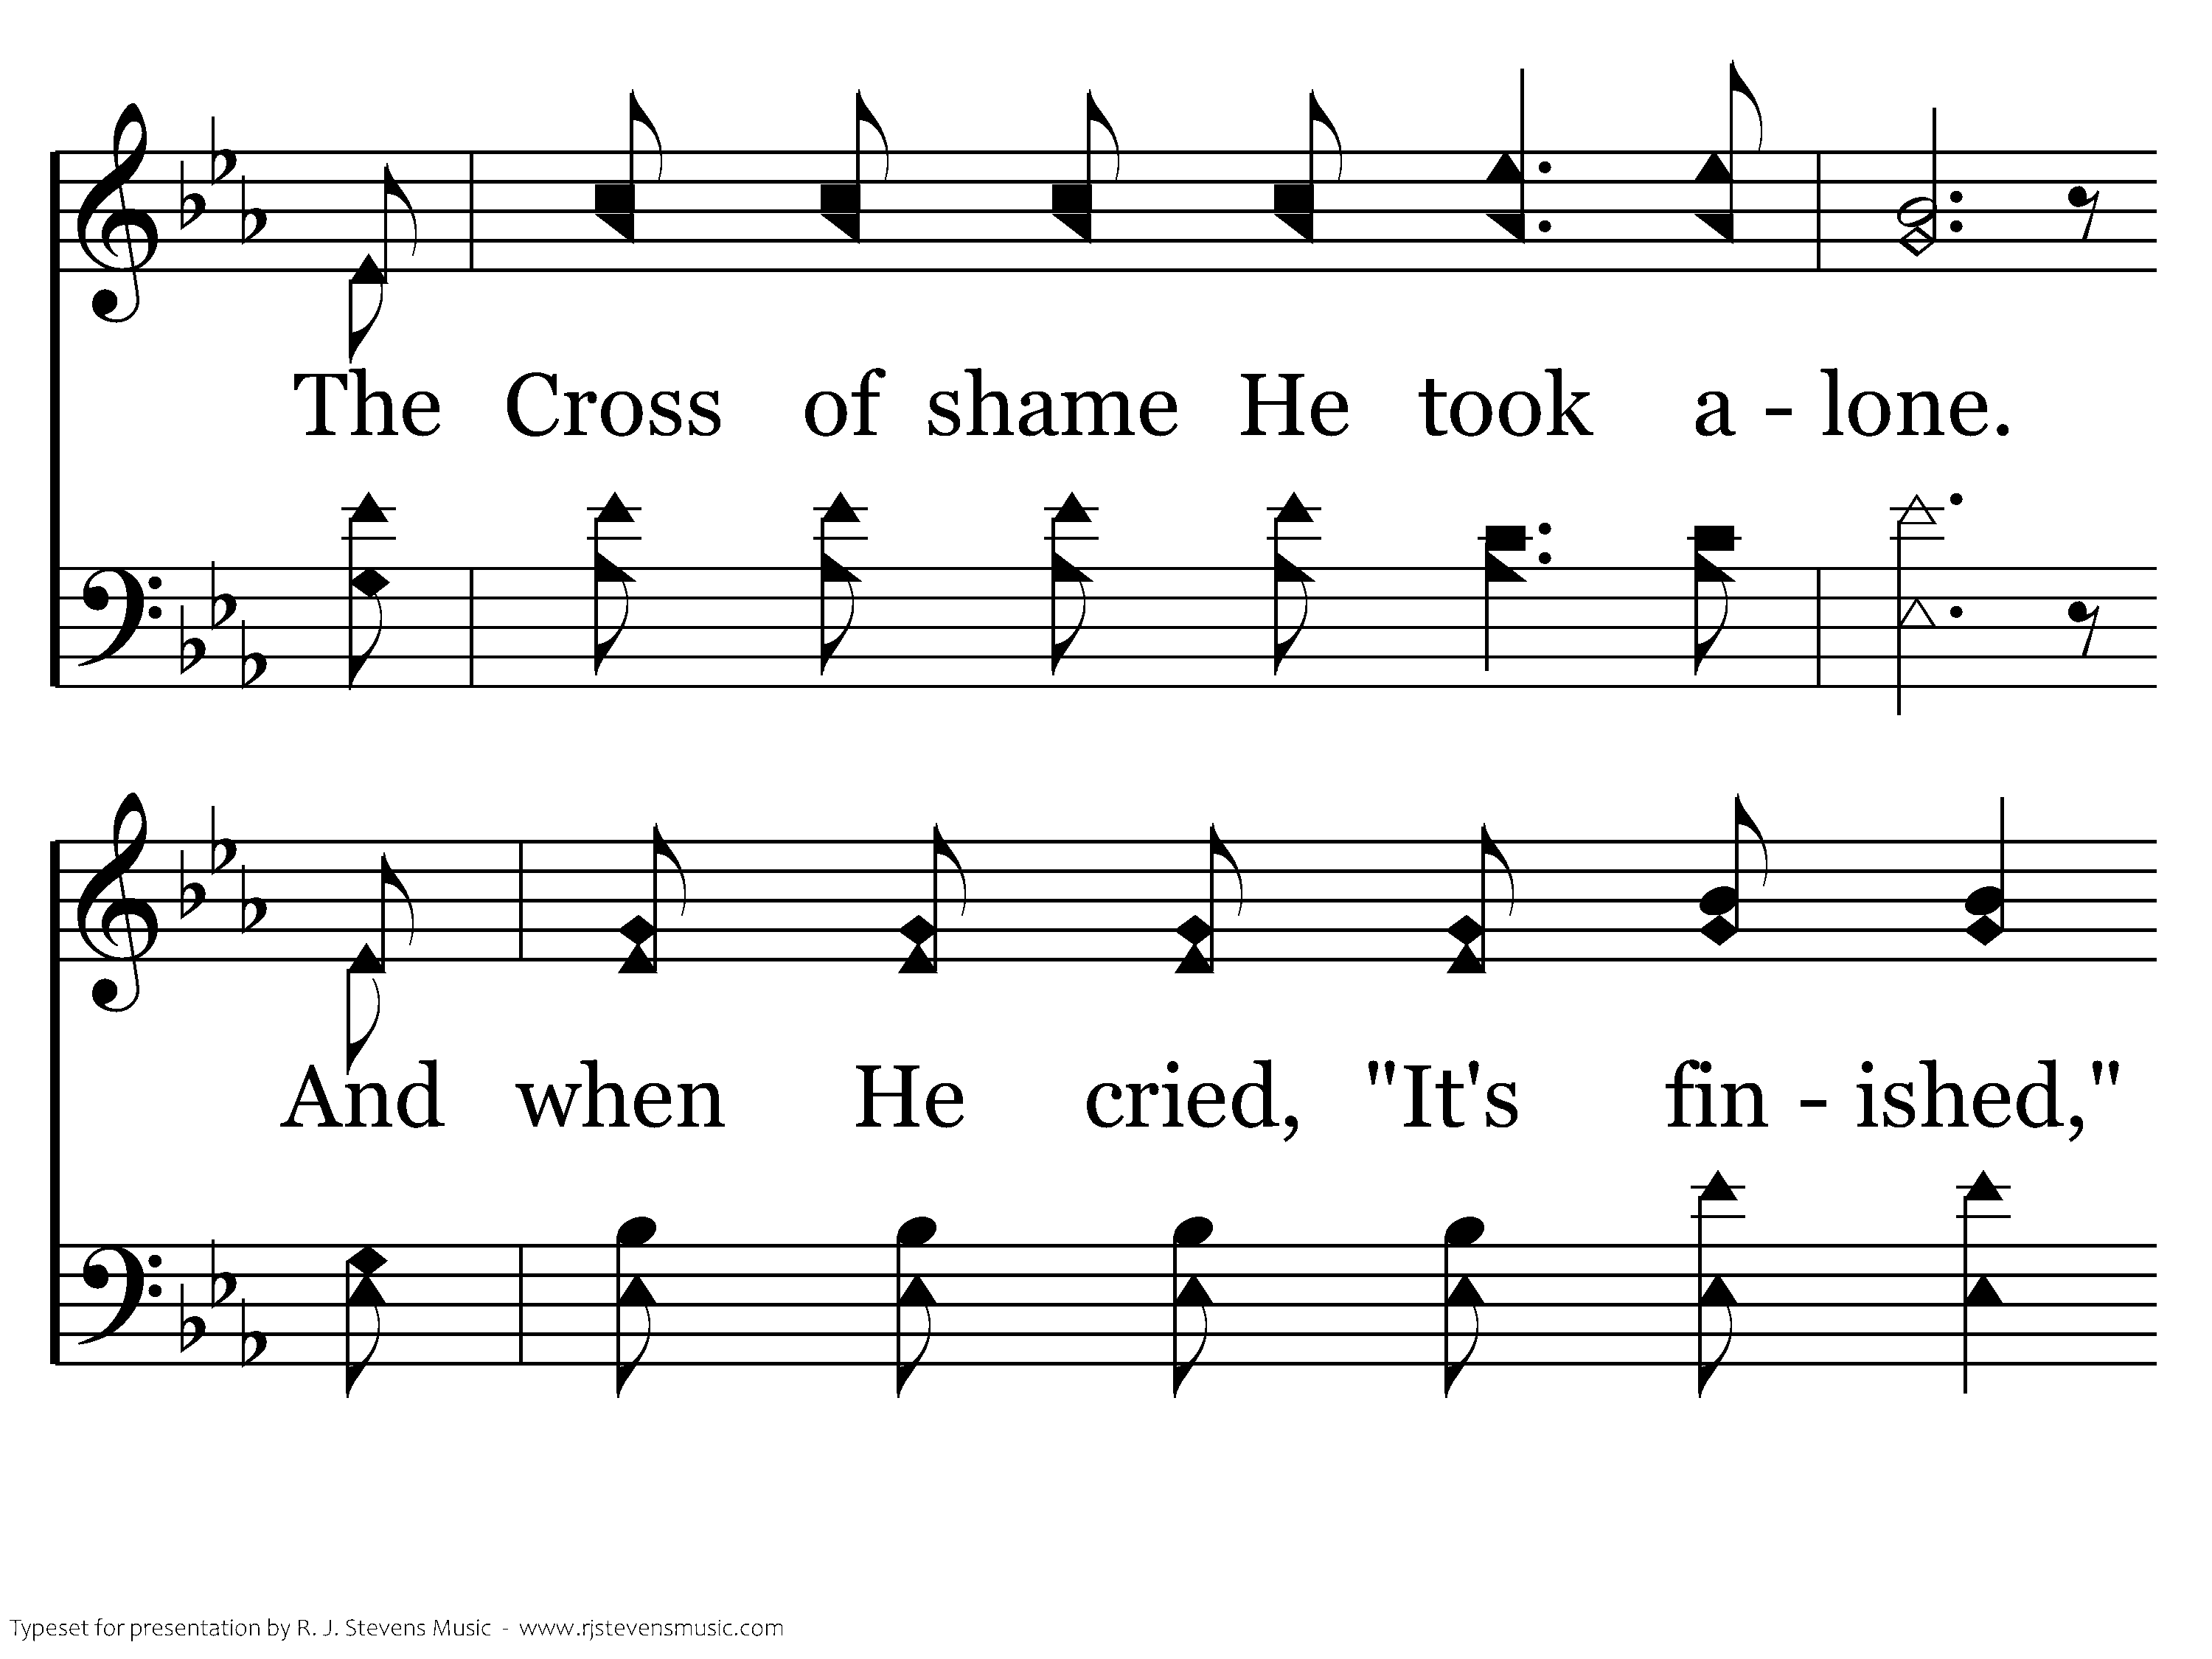 The Cross of shame He took a - lone.
And when He cried, "It's fin - ished,"
Typeset for presentation by R. J. Stevens Music - www.rjstevensmusic.com